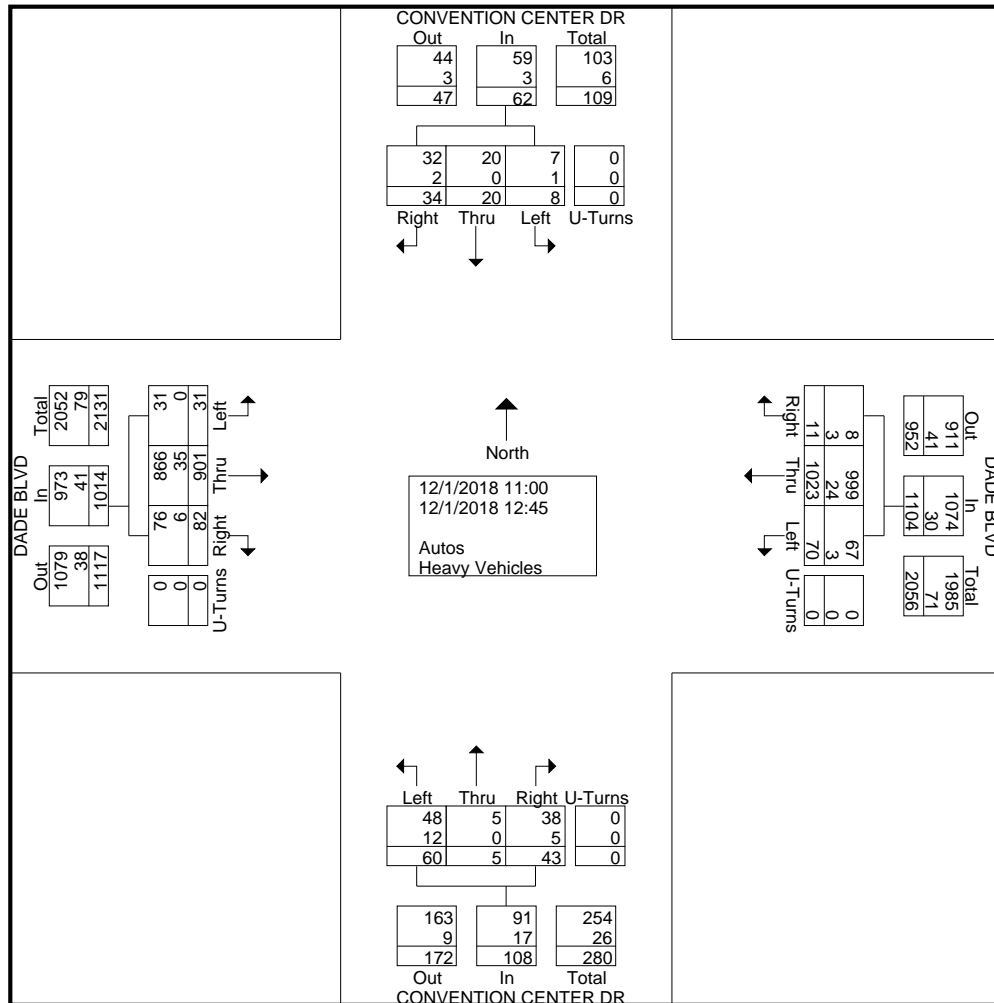 CONVENTION CENTER DR
Out In Total
44 59 103
3 3 6
47 62 109
32 20 7 0
2 0 1 0
34 20 8 0
Right Thru Left U-Turns
DADE BLVD
Total In Out
2052 973 1079
79 41 38
2131 1014 1117
31 866 76 0
0 35 6 0
31 901 82 0
Left Thru Right U-Turns
North
12/1/2018 11:00
12/1/2018 12:45
Autos
Heavy Vehicles
Right Thru Left U-Turns
8 999 67 0
3 24 3 0
11 1023 70 0
Out In Total
911 1074 1985
41 30 71
952 1104 2056
DADE BLVD
Left Thru Right U-Turns
48 5 38 0
12 0 5 0
60 5 43 0
163 91 254
9 17 26
172 108 280
Out In Total
CONVENTION CENTER DR